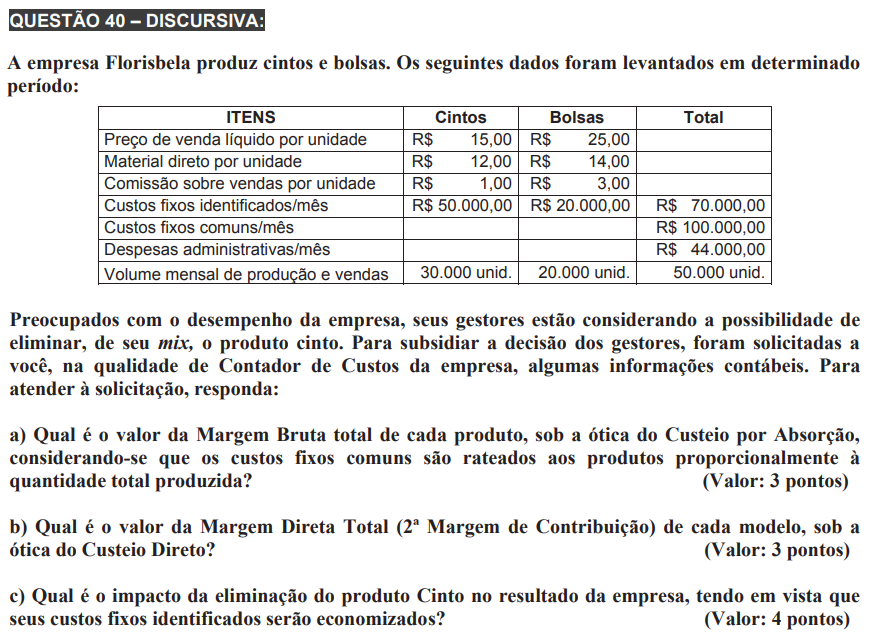 QUESTÃO 40 – DISCURSIVA:
A empresa Florisbela produz cintos e bolsas. Os seguintes dados foram levantados em determinado
período:
ITENS Cintos Bolsas Total
Preço de venda líquido por unidade R$ 15,00 R$ 25,00
Material direto por unidade R$ 12,00 R$ 14,00
Comissão sobre vendas por unidade R$ 1,00 R$ 3,00
Custos fixos identificados/mês R$ 50.000,00 R$ 20.000,00 R$ 70.000,00
Custos fixos comuns/mês R$ 100.000,00
Despesas administrativas/mês R$ 44.000,00
Volume mensal de produção e vendas 30.000 unid. 20.000 unid. 50.000 unid.
Preocupados com o desempenho da empresa, seus gestores estão considerando a possibilidade de
eliminar, de seu mix, o produto cinto. Para subsidiar a decisão dos gestores, foram solicitadas a
você, na qualidade de Contador de Custos da empresa, algumas informações contábeis. Para
atender à solicitação, responda:
a) Qual é o valor da Margem Bruta total de cada produto, sob a ótica do Custeio por Absorção,
considerando-se que os custos fixos comuns são rateados aos produtos proporcionalmente à
quantidade total produzida? (Valor: 3 pontos)
b) Qual é o valor da Margem Direta Total (2ª Margem de Contribuição) de cada modelo, sob a
ótica do Custeio Direto? (Valor: 3 pontos)
c) Qual é o impacto da eliminação do produto Cinto no resultado da empresa, tendo em vista que
seus custos fixos identificados serão economizados? (Valor: 4 pontos)